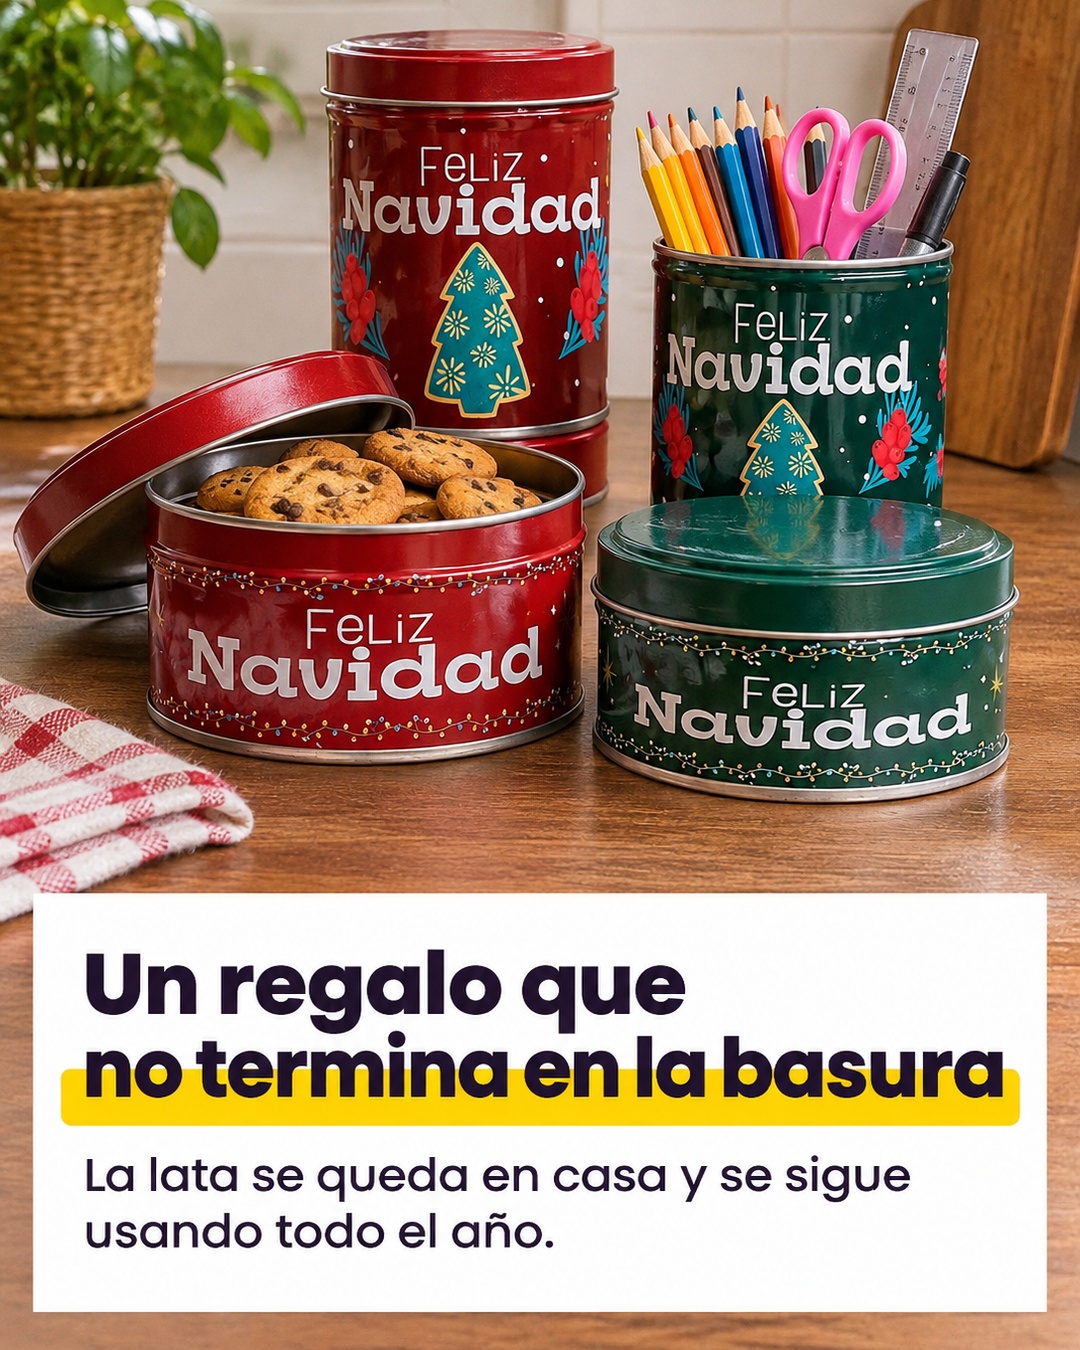 Feliz
Navidad
Feliz
Navidad
Feliz
Navidad
Feliz
Navidad
Un regalo que
no termina en la basura
La lata se queda en casa y se sigue
usando todo el año.